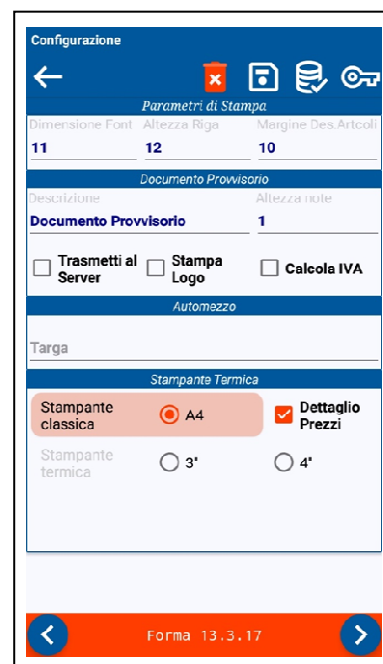 Configurazione
Parametri di Stampa
Dimensione Font Altezza Riga Margine Des.Artcoli
11 12 10
Documento Provvisorio
Descrizione Altezza note
Documento Provvisorio 1
Trasmetti al Server Stampa Logo Calcola IVA
Automezzo
Targa
Stampante Termica
Stampante classica A4 Dettaglio Prezzi
Stampante termica 3" 4"
Forma 13.3.17